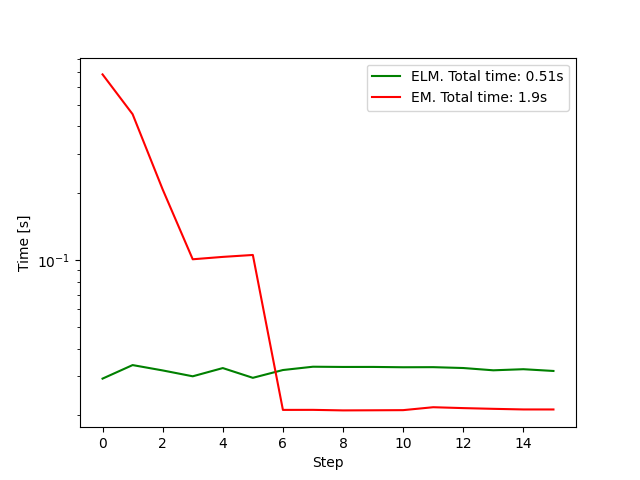 ELM. Total time: 0.51s
EM. Total time: 1.9s
Time [s]
10⁻¹
0 2 4 6 8 10 12 14
Step